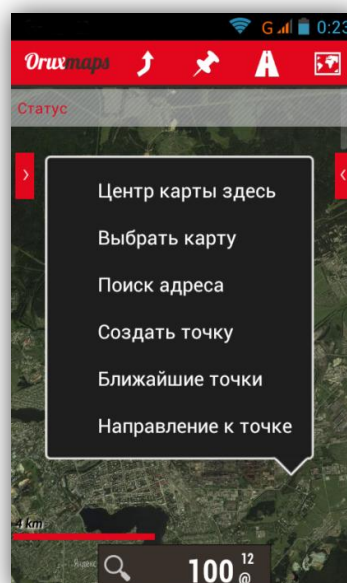 G 0:23
Oruxmaps
Статус
Центр карты здесь
Выбрать карту
Поиск адреса
Создать точку
Ближайшие точки
Направление к точке
4 km
Яндекс
100 12
@